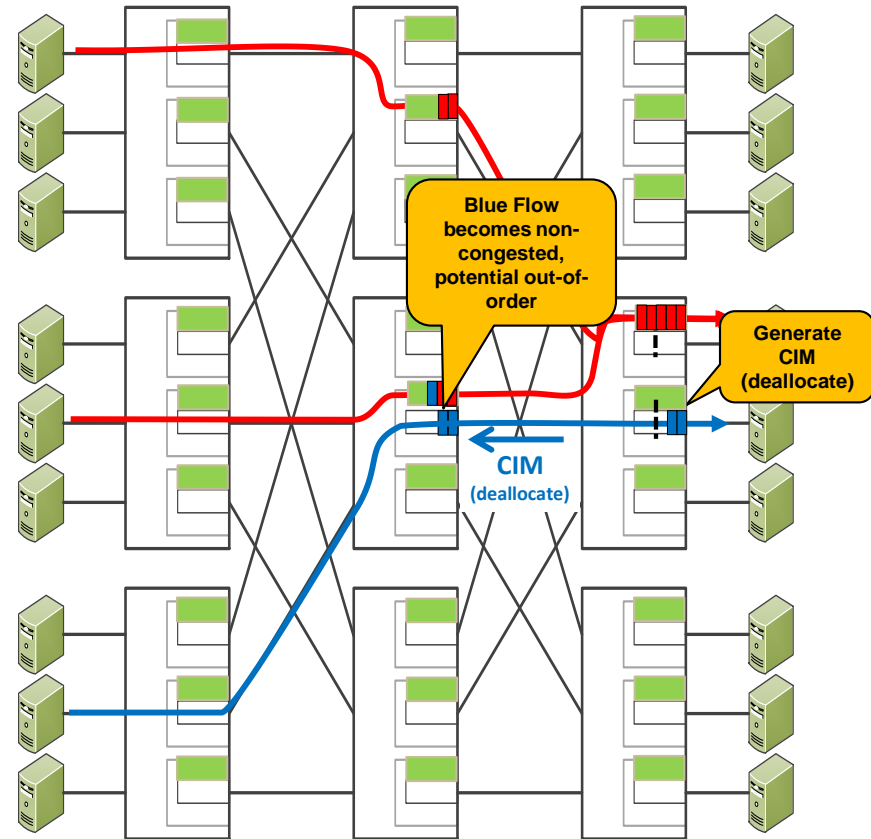 Blue Flow
becomes non-
congested,
potential out-of-
order
Generate
CIM
(deallocate)
CIM
(deallocate)